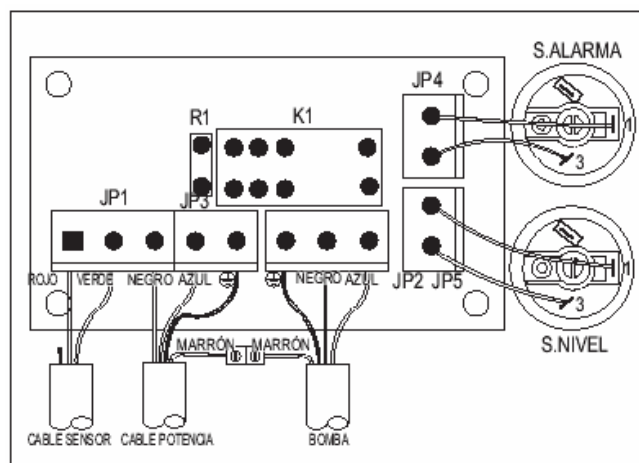 S.ALARMA
JP4
R1
K1
1
3
JP1
JP3
ROJO
VERDE
NEGRO
AZUL
NEGRO
AZUL
JP2
JP5
1
3
S.NIVEL
MARRÓN
MARRÓN
1
CABLE SENSOR
CABLE POTENCIA
BOMBA